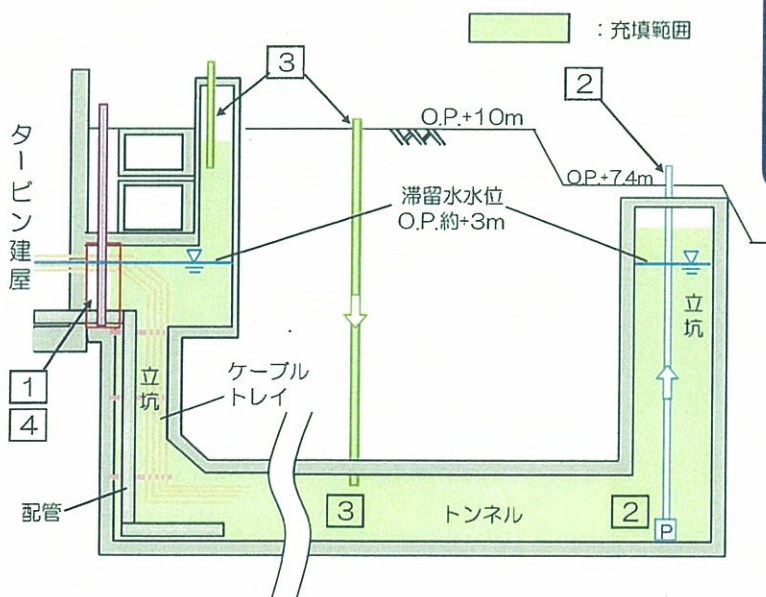 ：充填範囲
3
2
O.P.+10m
O.P.+7.4m
タービン建屋
滞留水水位
O.P.約+3m
立坑
立坑
ケーブル
トレイ
1
4
配管
3
トンネル
2
P